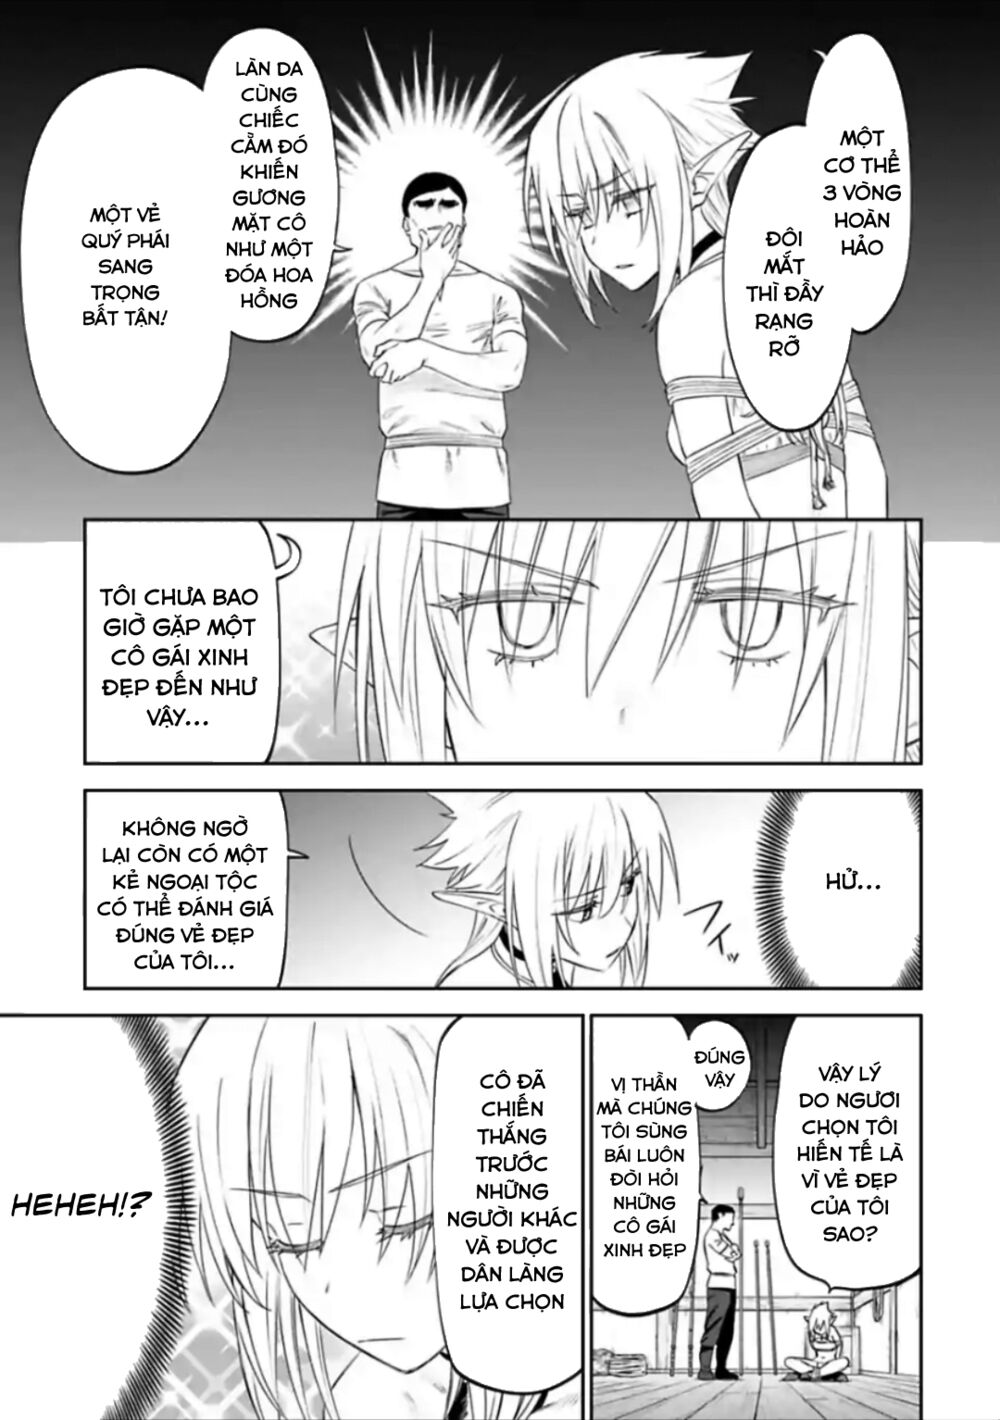 MỘT
CƠ THỂ
3 VÒNG
HOÀN
HẢO
ĐÔI
MẮT
THÌ ĐẦY
RẠNG
RỠ
LÀN DA
CÙNG
CHIẾC
CẰM ĐÓ
KHIẾN
GƯƠNG
MẶT CÔ
NHƯ MỘT
ĐÓA HOA
HỒNG
MỘT VẺ
QUÝ PHÁI
SANG
TRỌNG
BẤT TẬN!
TÔI CHƯA BAO
GIỜ GẶP MỘT
CÔ GÁI XINH
ĐẸP ĐẾN NHƯ
VẬY...
HỬ...
プイッ
KHÔNG NGỜ
LẠI CÒN CÓ MỘT
KẺ NGOẠI TỘC
CÓ THỂ ĐÁNH GIÁ
ĐÚNG VẺ ĐẸP
CỦA TÔI...
VẬY LÝ
DO NGƯƠI
CHỌN TÔI
HIẾN TẾ LÀ
VÌ VẺ ĐẸP
CỦA TÔI
SAO?
ĐÚNG
VẬY
VỊ THẦN
MÀ CHÚNG
TÔI SÙNG
BÁI LUÔN
ĐÒI HỎI
NHỮNG
CÔ GÁI
XINH ĐẸP
CÔ ĐÃ
CHIẾN
THẮNG
TRƯỚC
NHỮNG
NGƯỜI KHÁC
VÀ ĐƯỢC
DÂN LÀNG
LỰA CHỌN
HEHEH!?